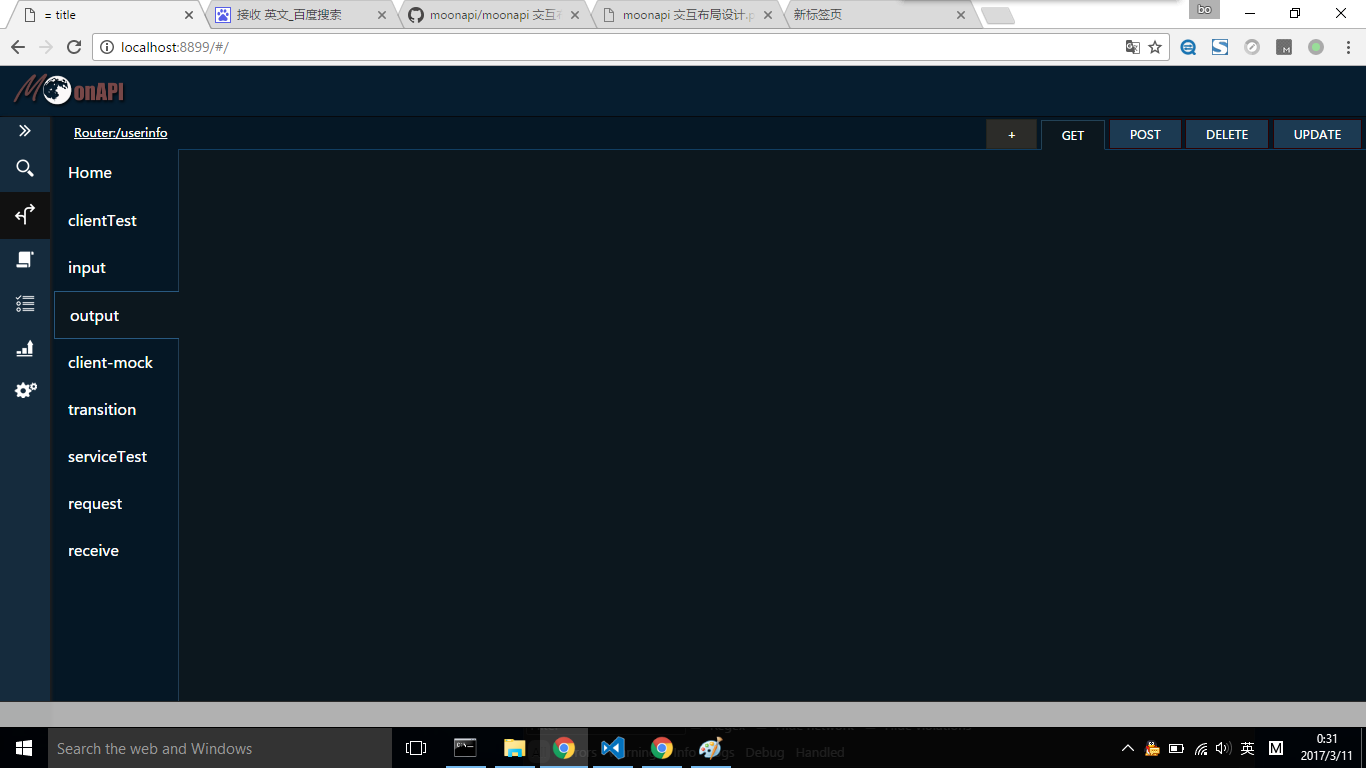 = title
接收 英文_百度搜索
moonapi/moonapi 交互
moonapi 交互布局设计.p
新标签页
bo
localhost:8899/#/
MoonAPI
Router:/userinfo
+
GET
POST
DELETE
UPDATE
Home
clientTest
input
output
client-mock
transition
serviceTest
request
receive
Search the web and Windows
Debug
Handled
英
M
0:31
2017/3/11